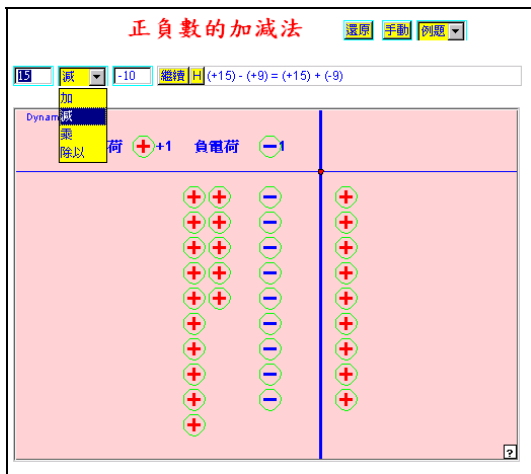 正負數的加減法 還原 手動 例題
15 減 -10 繼續 H (+15) - (+9) = (+15) + (-9)
加
減
乘
除以
Dynam
荷 +1 負電荷 1
?